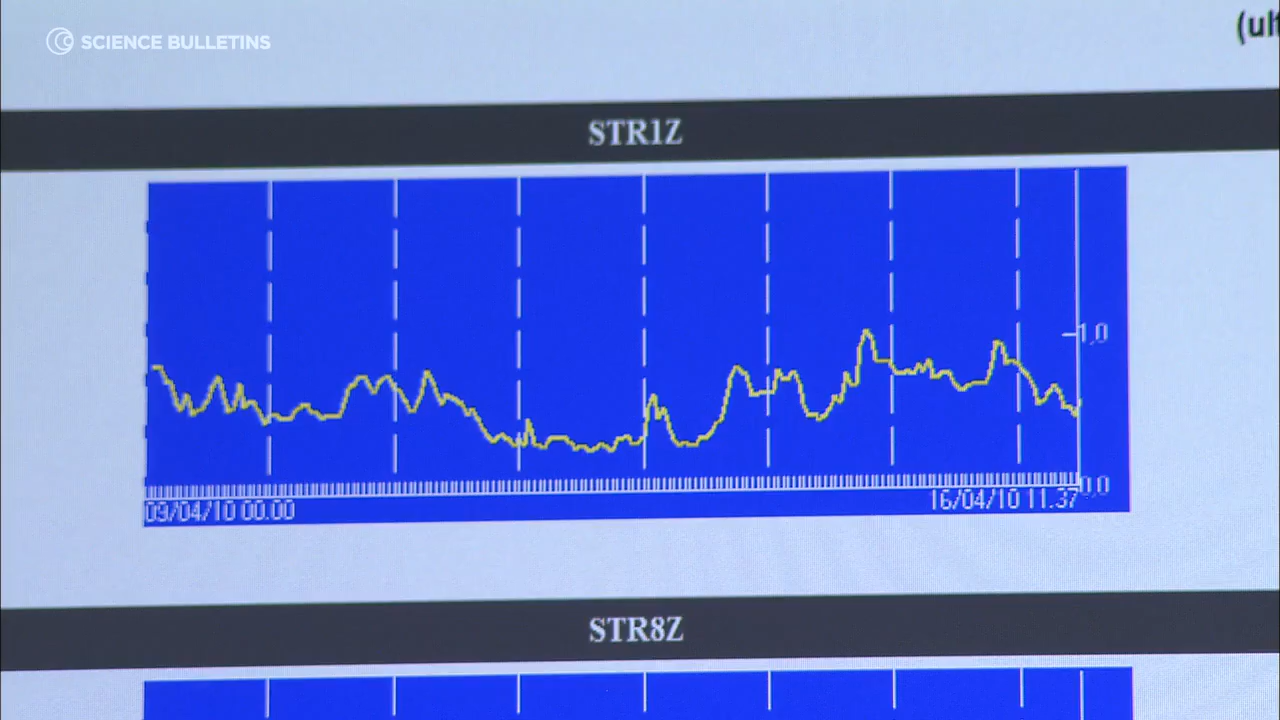 SCIENCE BULLETINS
STR1Z
1,0
0,0
09/04/10 00.00
16/04/10 11.37
STR8Z